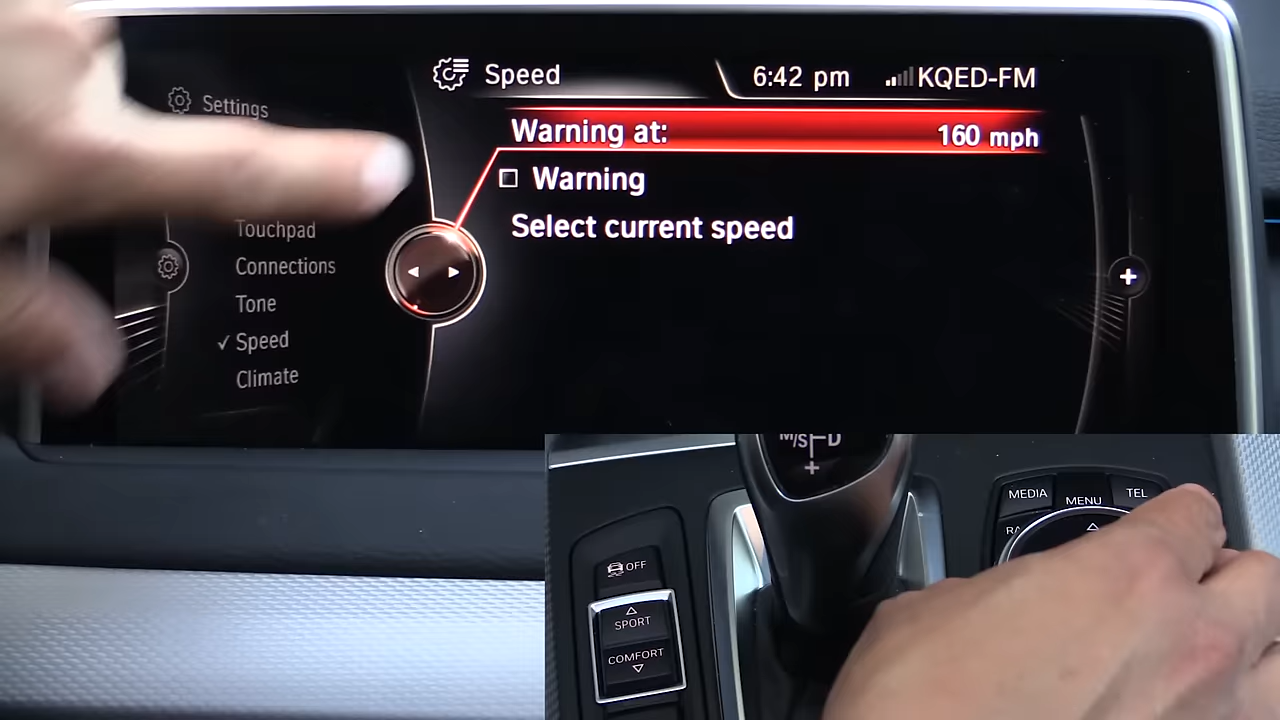 Settings
Touchpad
Connections
Tone
✓ Speed
Climate
Speed
6:42 pm
KQED-FM
Warning at: 160 mph
Warning
Select current speed
+
M/S D
+
OFF
SPORT
COMFORT
MEDIA
MENU
TEL
RA